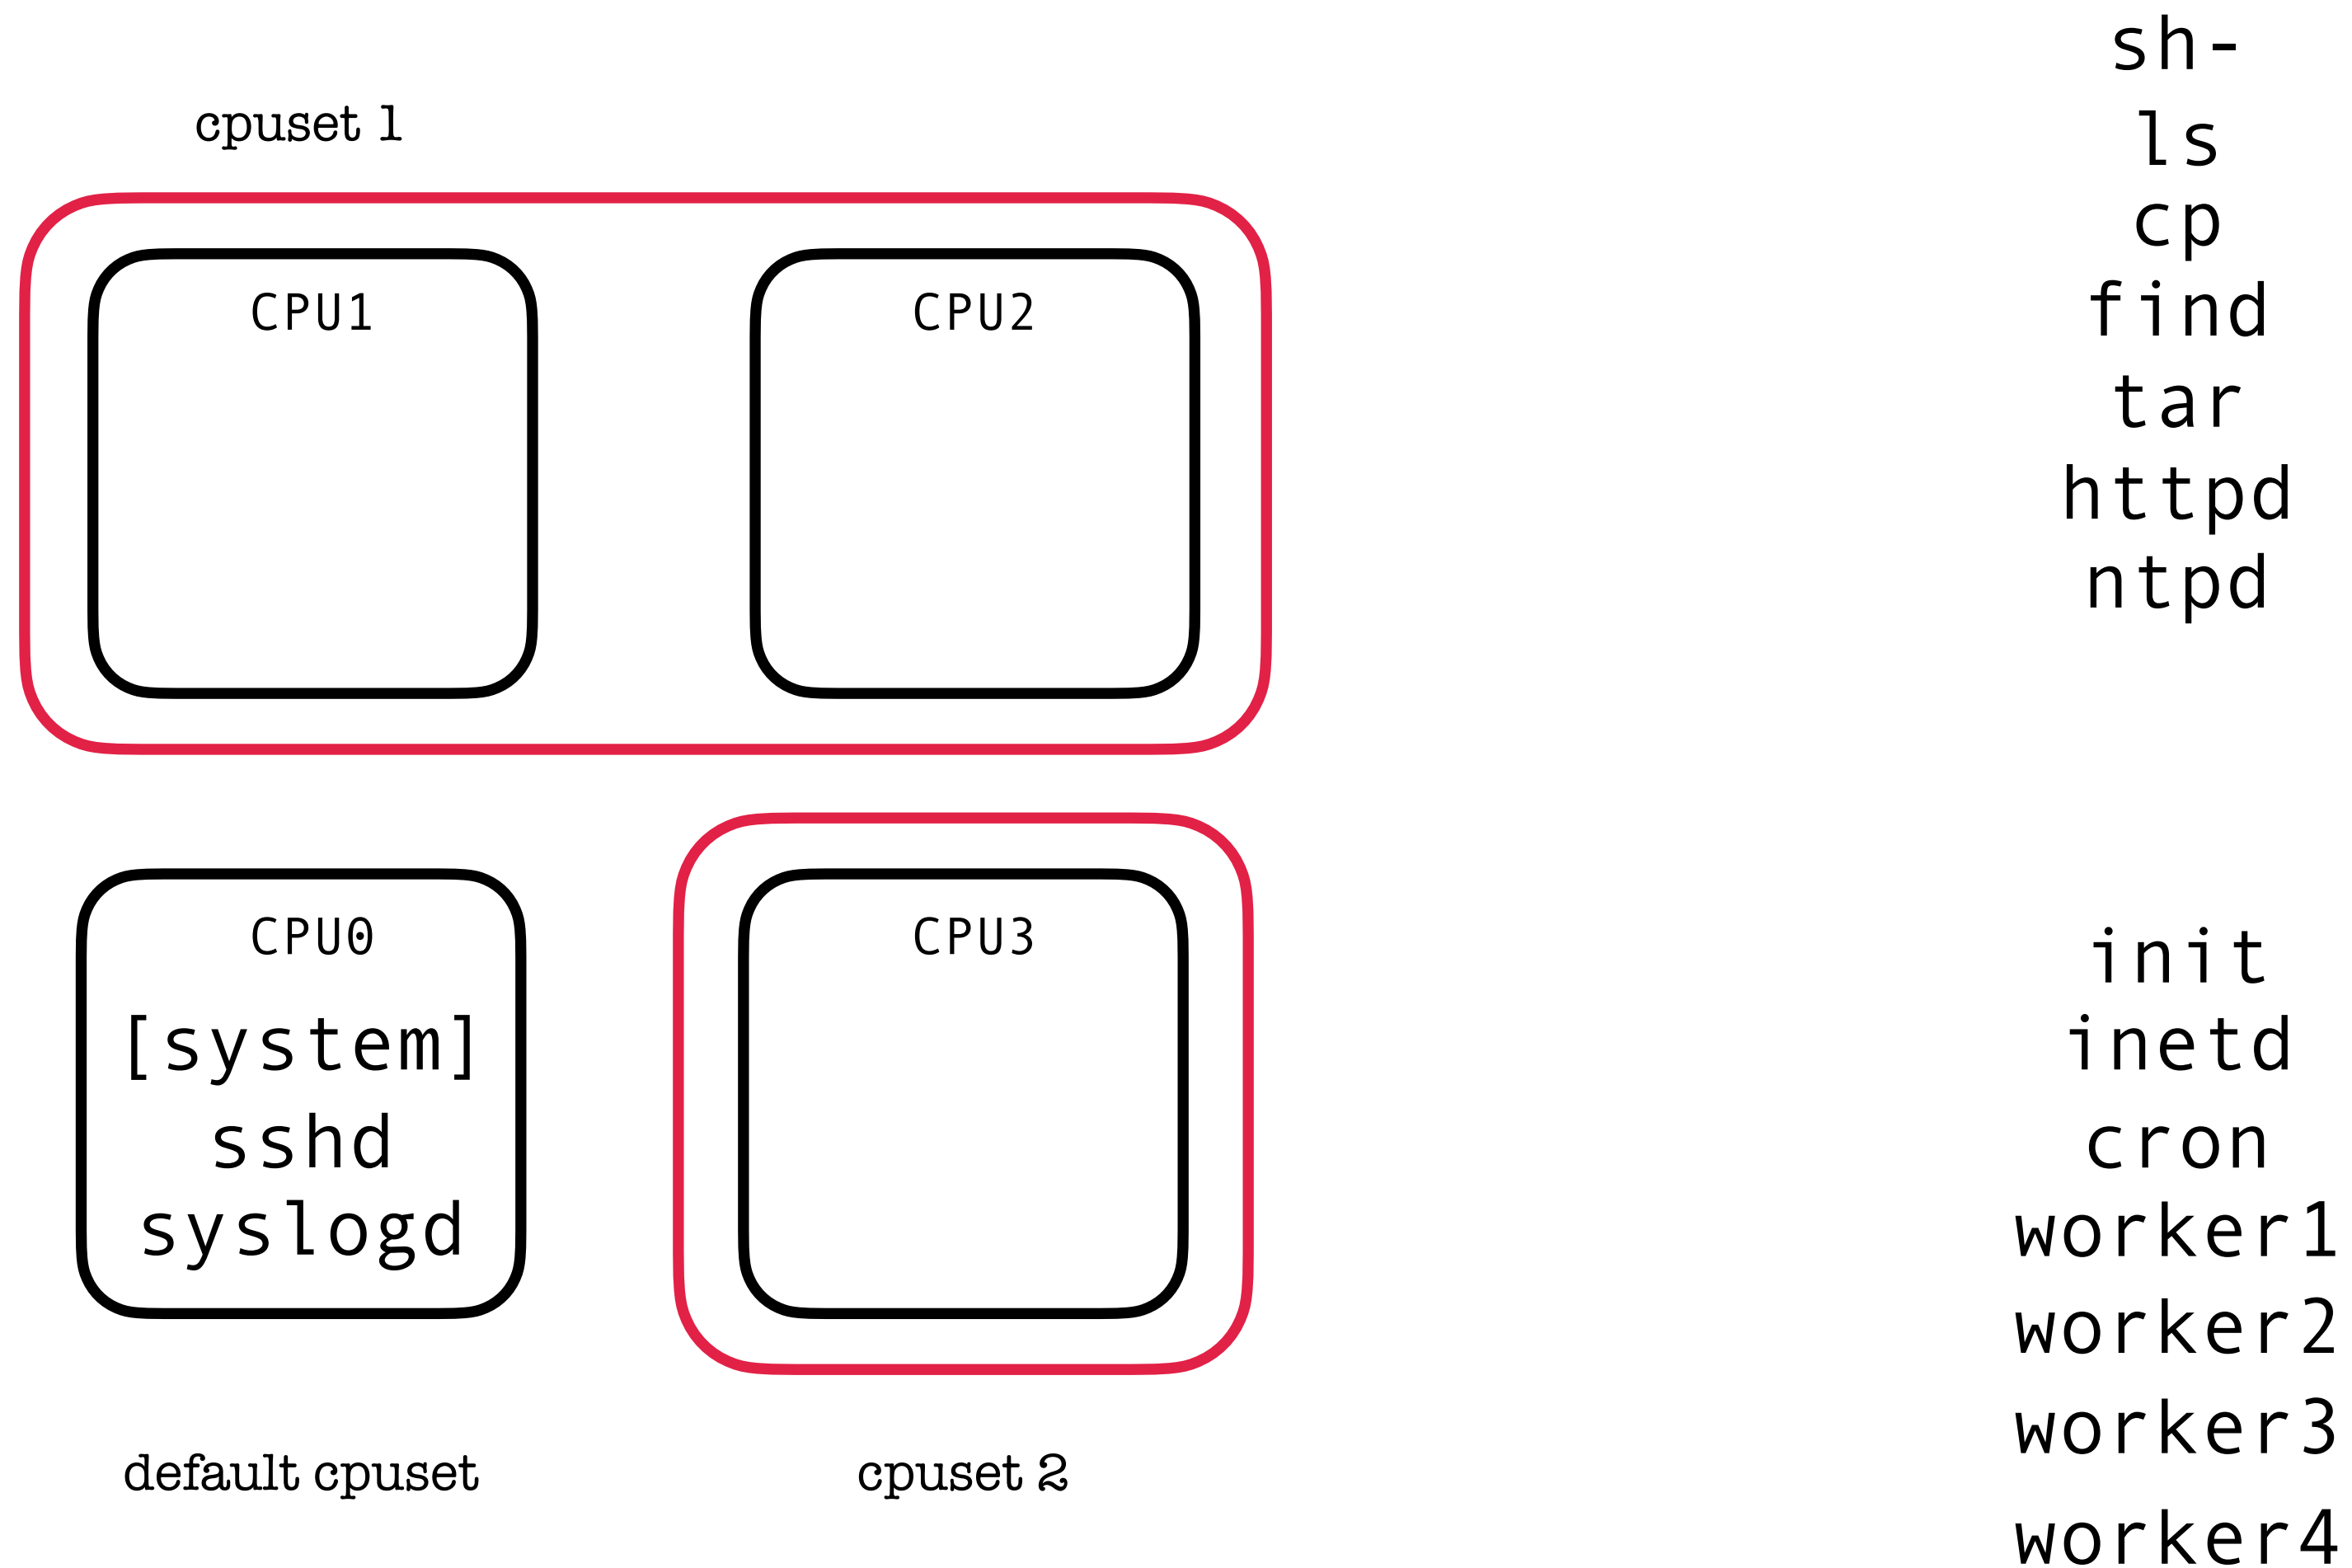 cpuset 1
CPU1
CPU2
CPU0
[system]
sshd
syslogd
default cpuset
CPU3
cpuset 2
sh-
ls
cp
find
tar
httpd
ntpd
init
inetd
cron
worker1
worker2
worker3
worker4